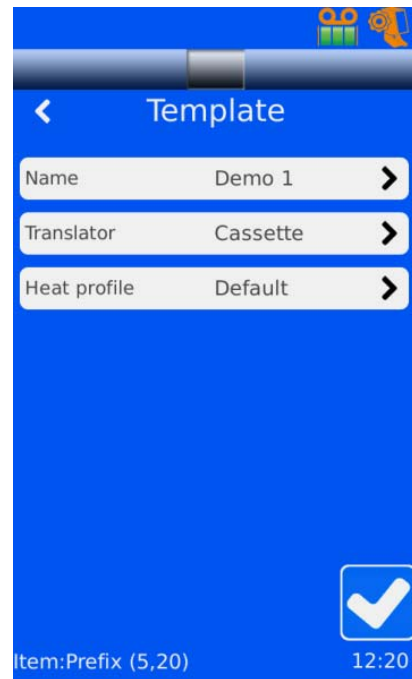 Template
Name Demo 1
Translator Cassette
Heat profile Default
Item:Prefix (5,20) 12:20